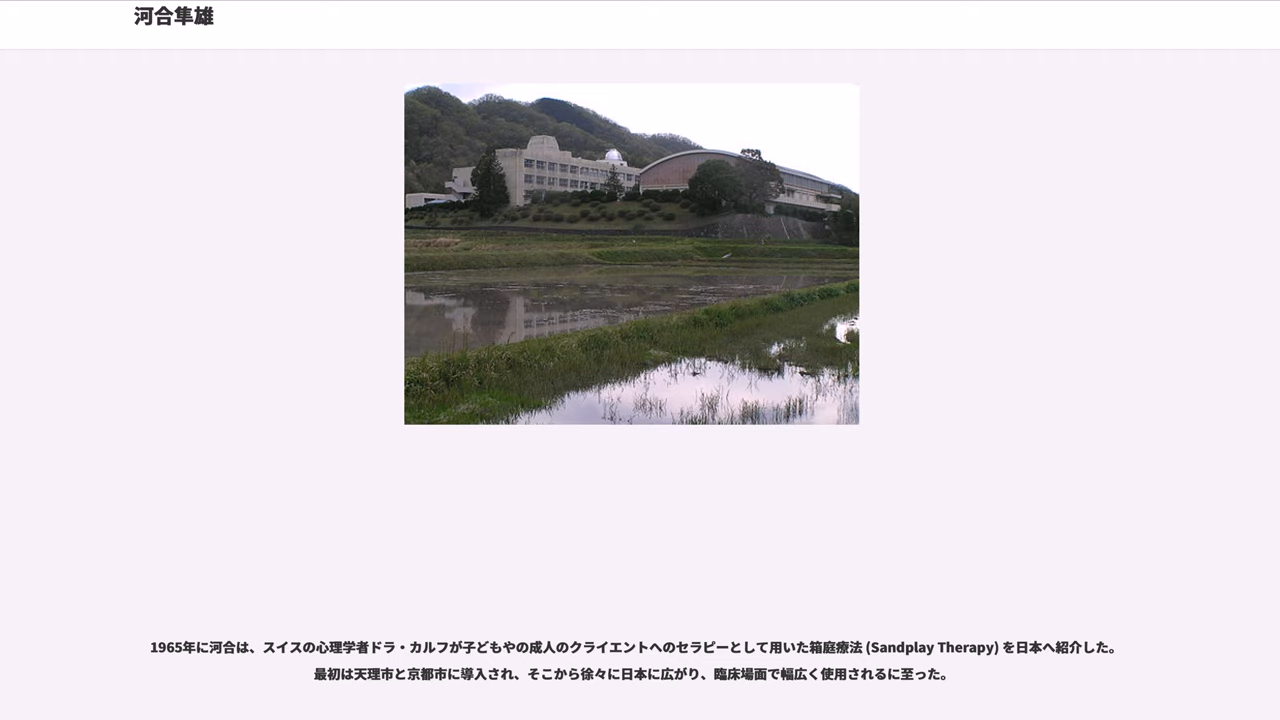 河合隼雄
1965年に河合は、スイスの心理学者ドラ・カルフが子どもやの成人のクライエントへのセラピーとして用いた箱庭療法 (Sandplay Therapy) を日本へ紹介した。
最初は天理市と京都市に導入され、そこから徐々に日本に広がり、臨床場面で幅広く使用されるに至った。